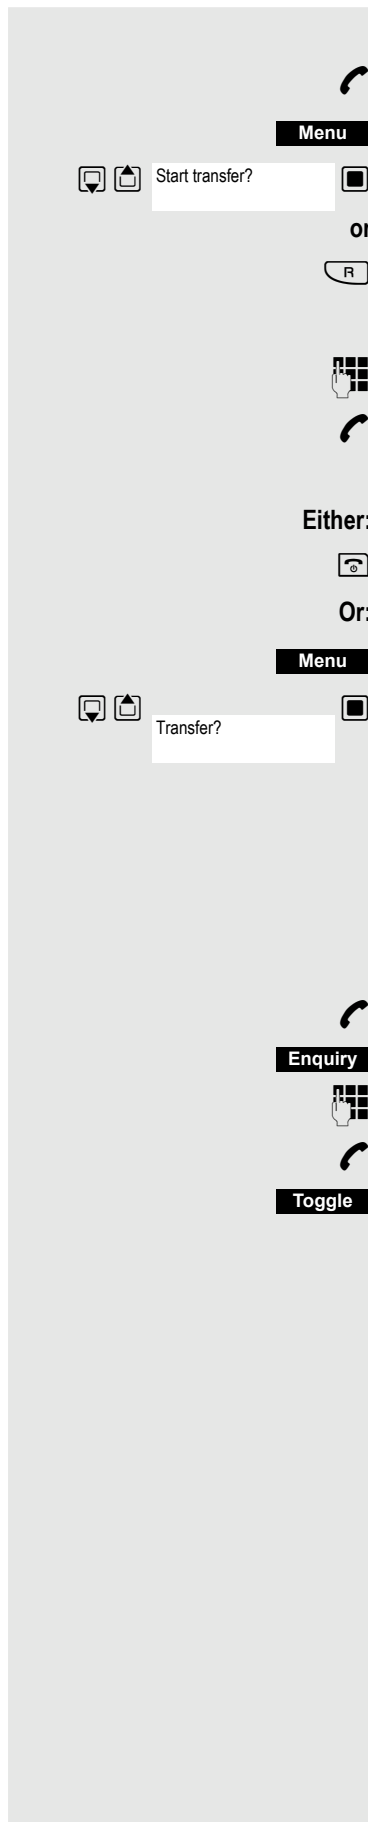 Menu
Start transfer?
or
R
Either:
Or:
Menu
Transfer?
Enquiry
Toggle